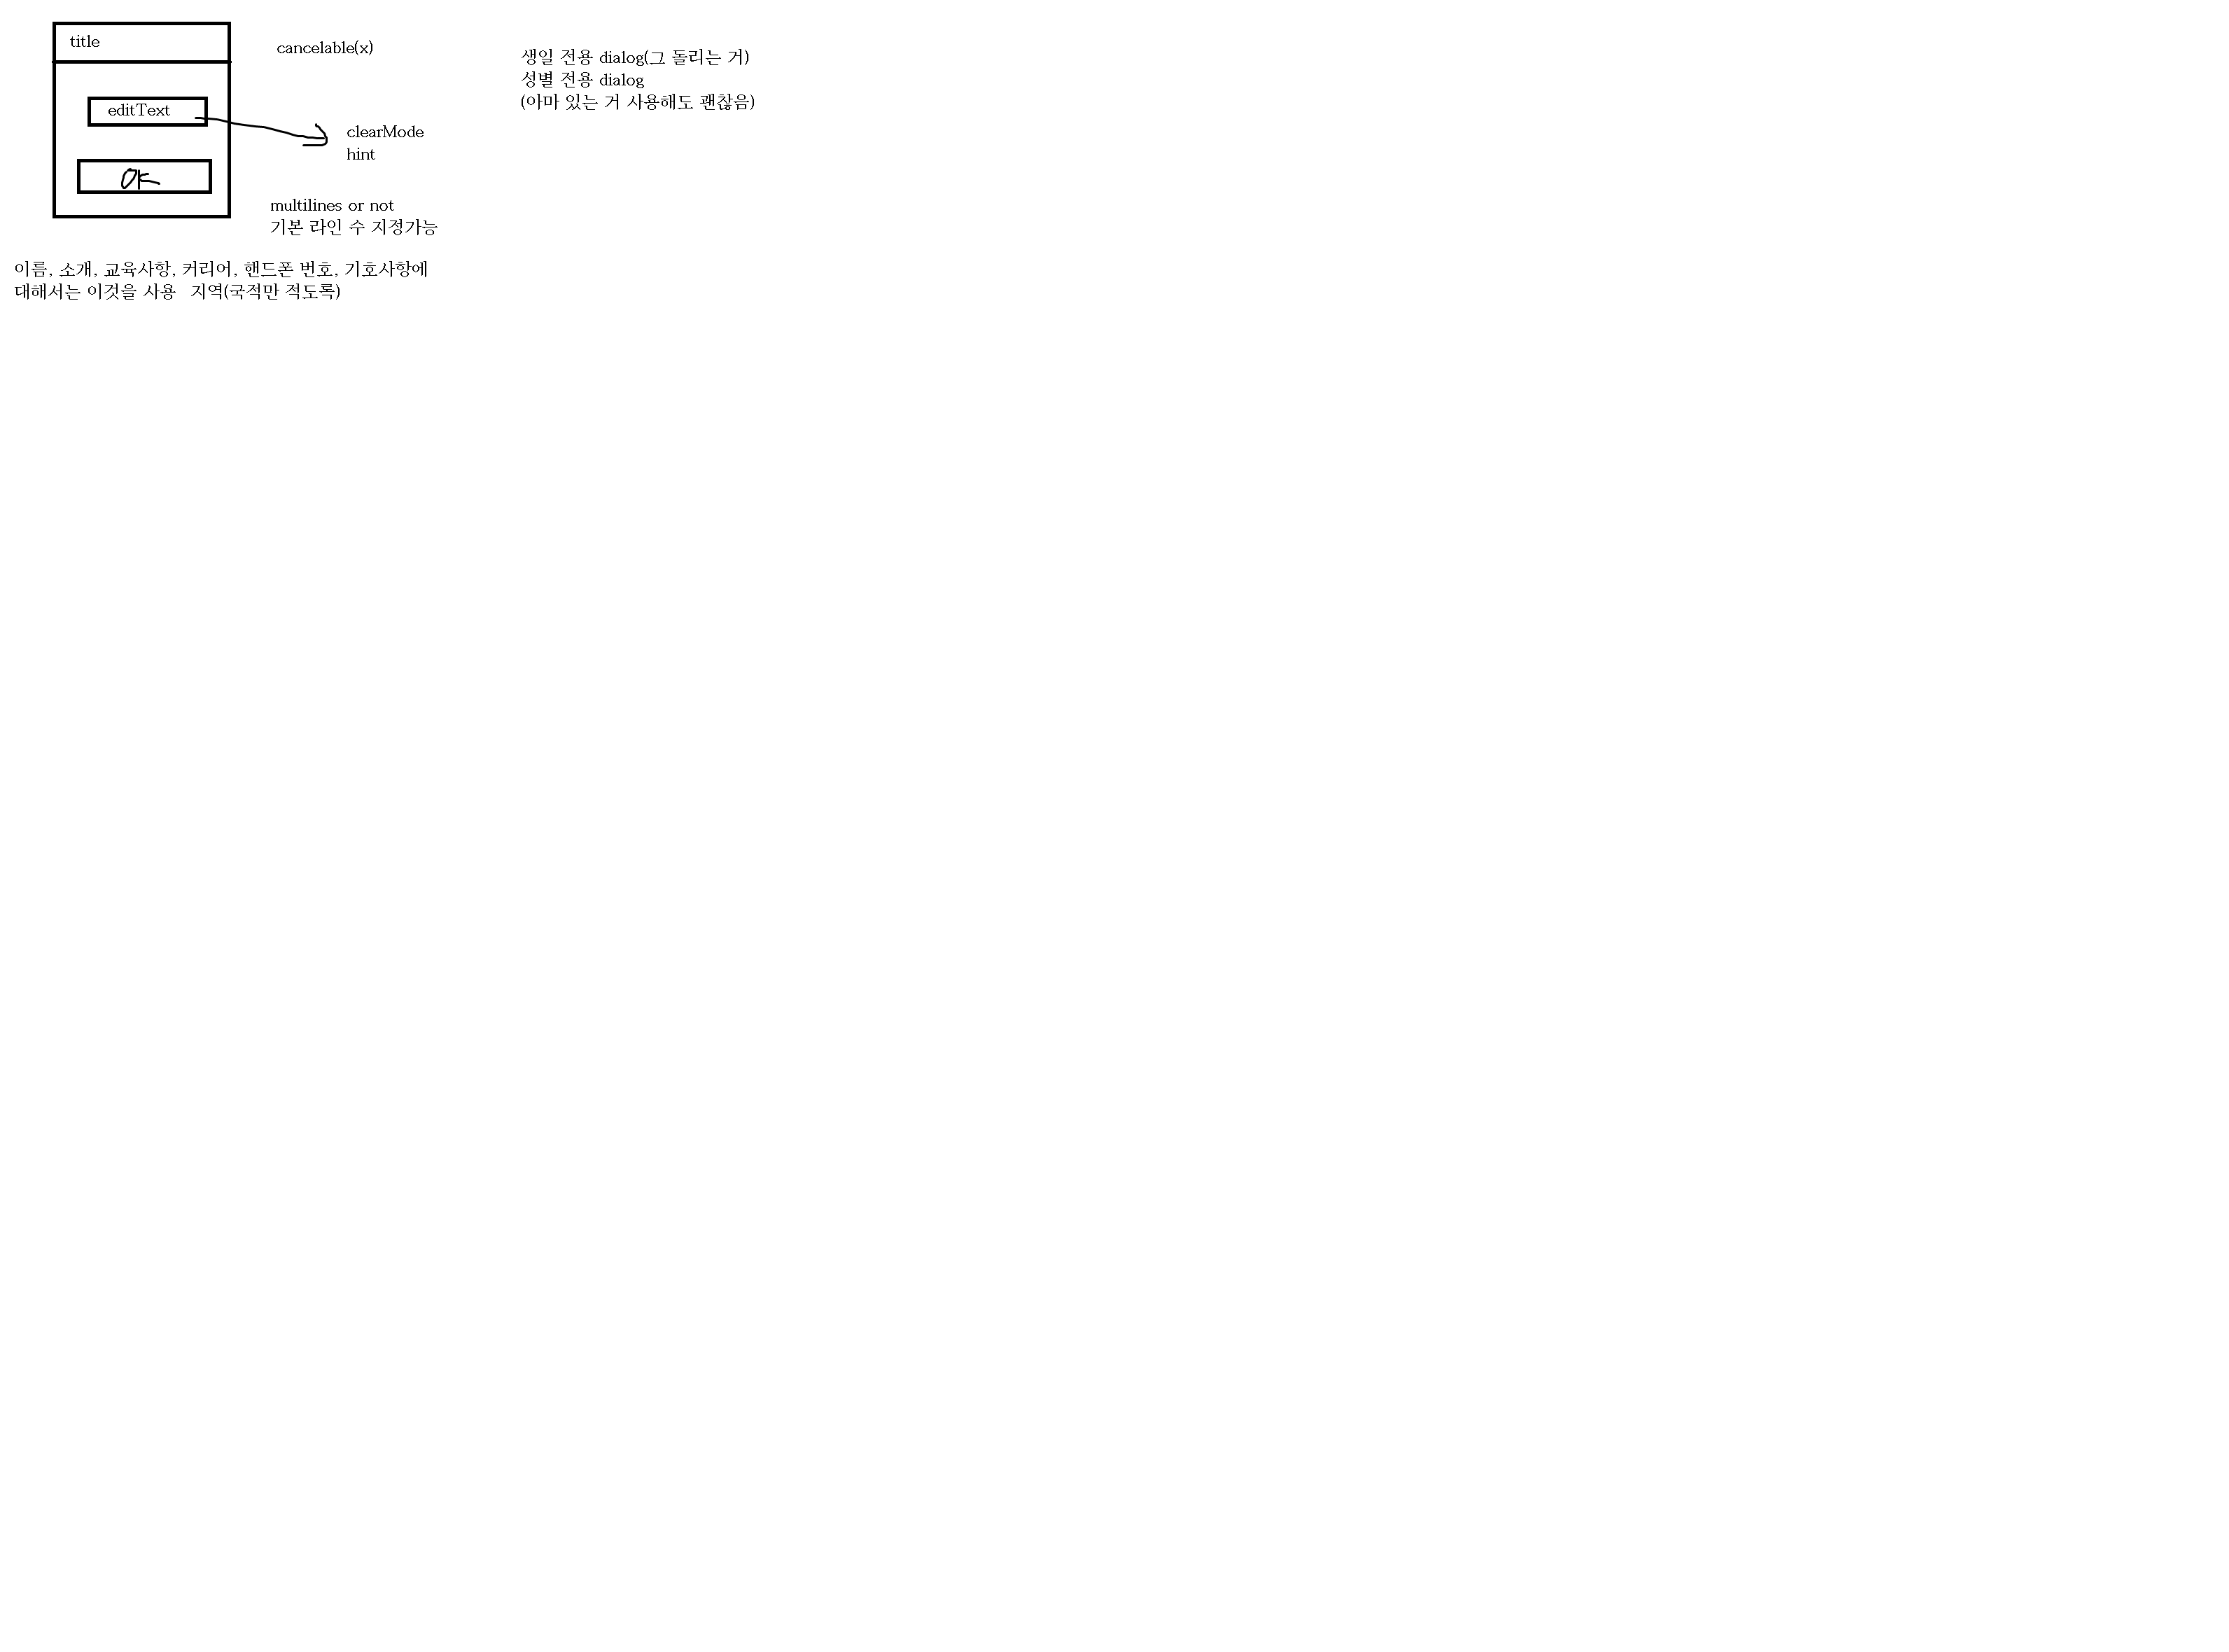 title
editText
OK
cancelable(x)
clearMode
hint
multilines or not
기본 라인 수 지정가능
이름, 소개, 교육사항, 커리어, 핸드폰 번호, 기호사항에
대해서는 이것을 사용 지역(국적만 적도록)
생일 전용 dialog(그 돌리는 거)
성별 전용 dialog
(아마 있는 거 사용해도 괜찮음)